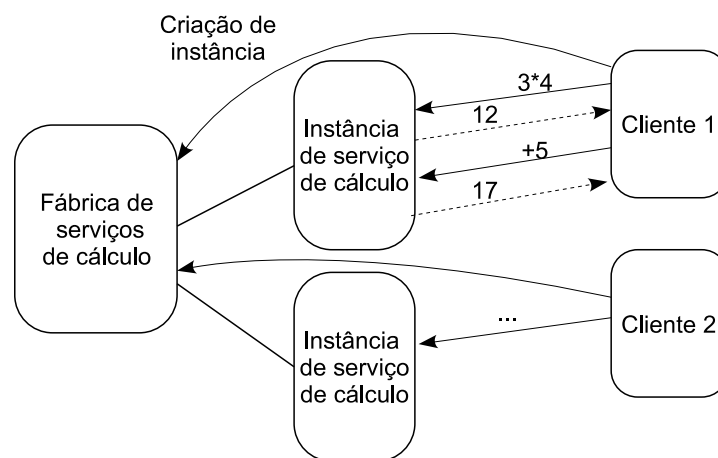 Criação de
instância
3*4
12
+5
17
Instância
de serviço
de cálculo
Cliente 1
Fábrica de
serviços
de cálculo
...
Instância
de serviço
de cálculo
Cliente 2